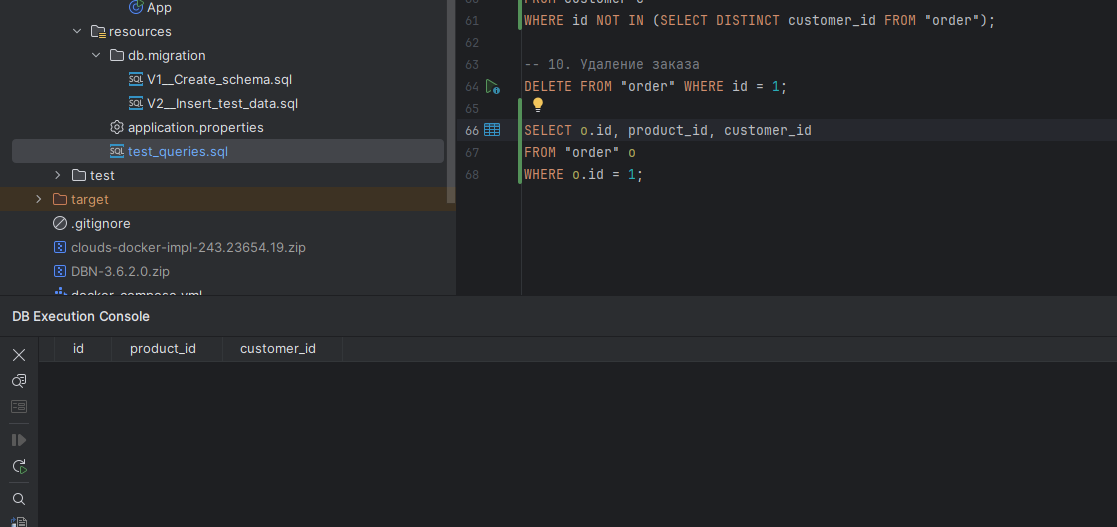 App
resources
db.migration
V1__Create_schema.sql
V2__Insert_test_data.sql
application.properties
test_queries.sql
test
target
.gitignore
clouds-docker-impl-243.23654.19.zip
DBN-3.6.2.0.zip
docker-compose.yml
FROM customer c
61 WHERE id NOT IN (SELECT DISTINCT customer_id FROM "order");
62
63 -- 10. Удаление заказа
64 DELETE FROM "order" WHERE id = 1;
65
66 SELECT o.id, product_id, customer_id
67 FROM "order" o
68 WHERE o.id = 1;
DB Execution Console
id product_id customer_id